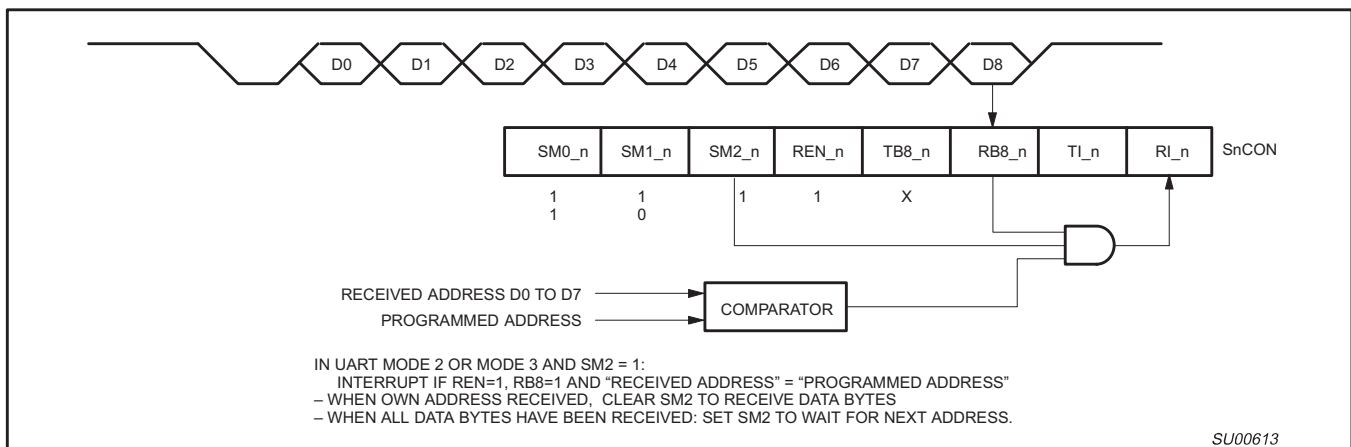 D0 D1 D2 D3 D4 D5 D6 D7 D8
SM0_n SM1_n SM2_n REN_n TB8_n RB8_n TI_n RI_n SnCON
1 1 1 1 X
1 0
RECEIVED ADDRESS D0 TO D7
COMPARATOR
PROGRAMMED ADDRESS
IN UART MODE 2 OR MODE 3 AND SM2 = 1:
INTERRUPT IF REN=1, RB8=1 AND “RECEIVED ADDRESS” = “PROGRAMMED ADDRESS”
– WHEN OWN ADDRESS RECEIVED, CLEAR SM2 TO RECEIVE DATA BYTES
– WHEN ALL DATA BYTES HAVE BEEN RECEIVED: SET SM2 TO WAIT FOR NEXT ADDRESS.
SU00613